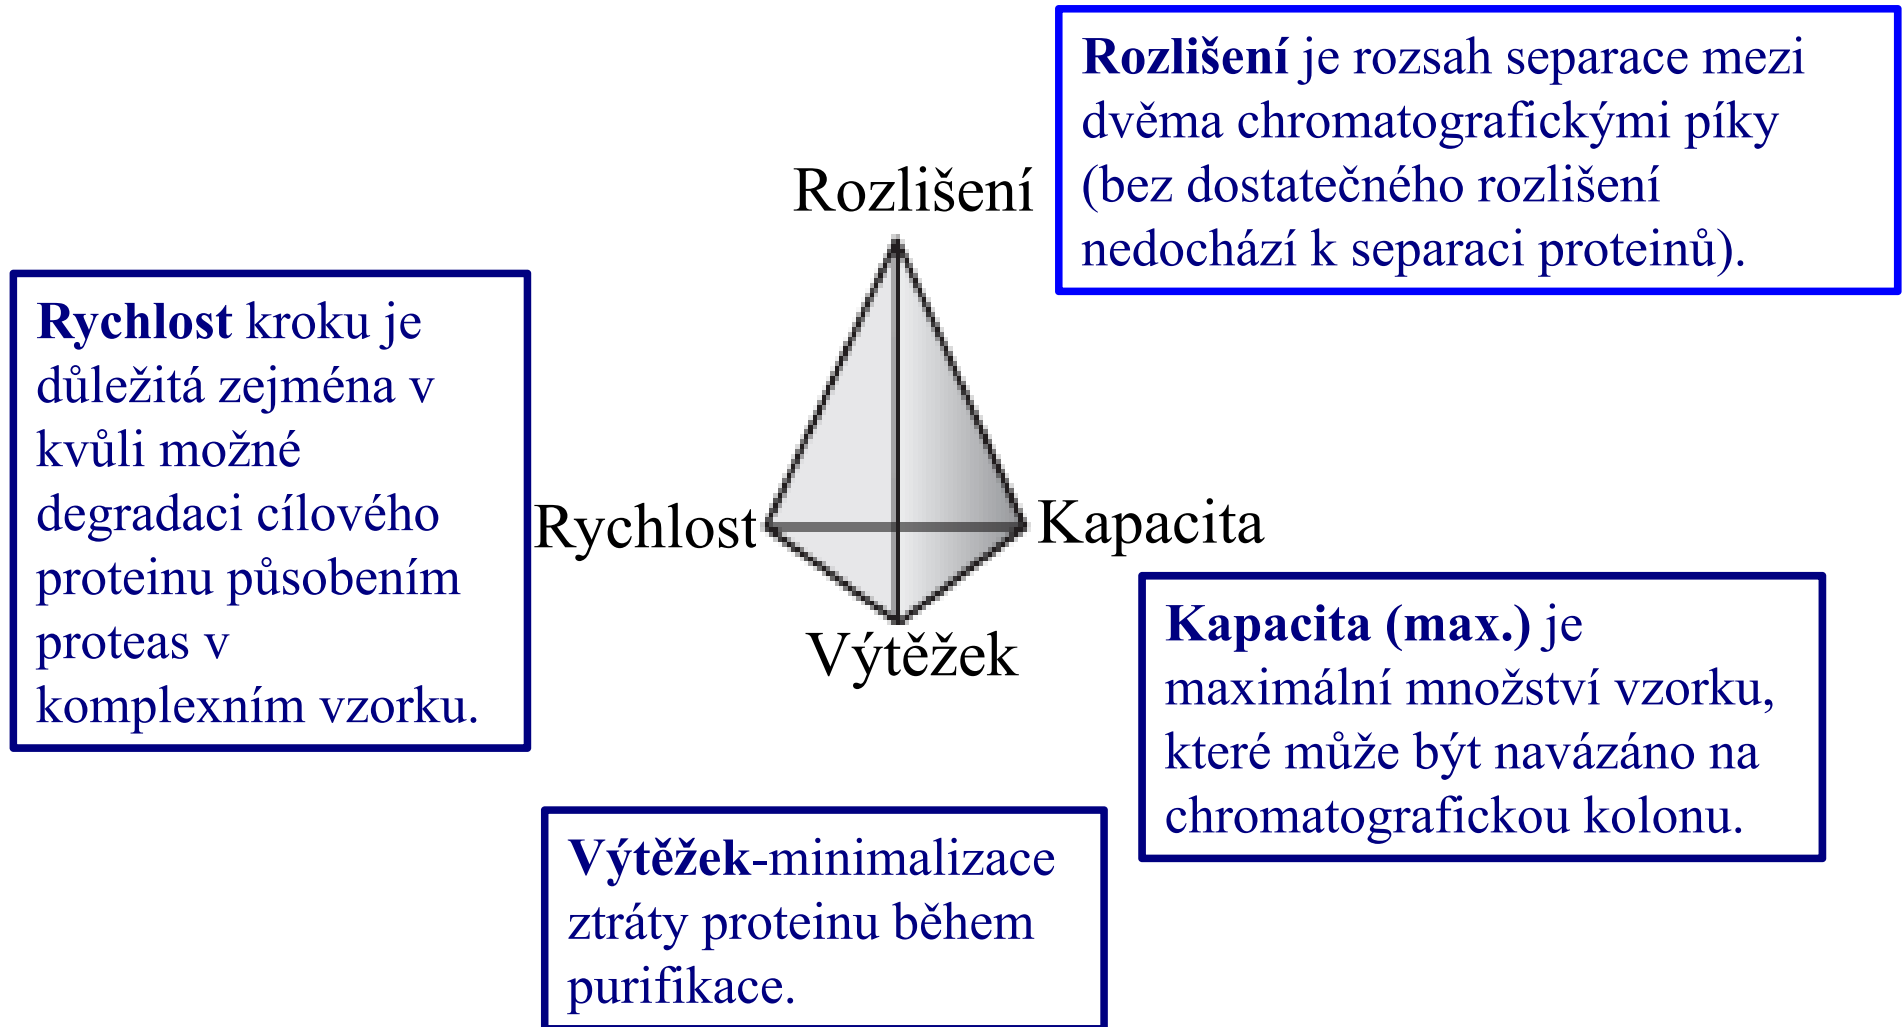 Rozlišení je rozsah separace mezi
dvěma chromatografickými píky
(bez dostatečného rozlišení
nedochází k separaci proteinů).
Rozlišení
Rychlost kroku je
důležitá zejména v
kvůli možné
degradaci cílového
proteinu působením
proteas v
komplexním vzorku.
Rychlost
Kapacita
Výtěžek
Kapacita (max.) je
maximální množství vzorku,
které může být navázáno na
chromatografickou kolonu.
Výtěžek-minimalizace
ztráty proteinu během
purifikace.